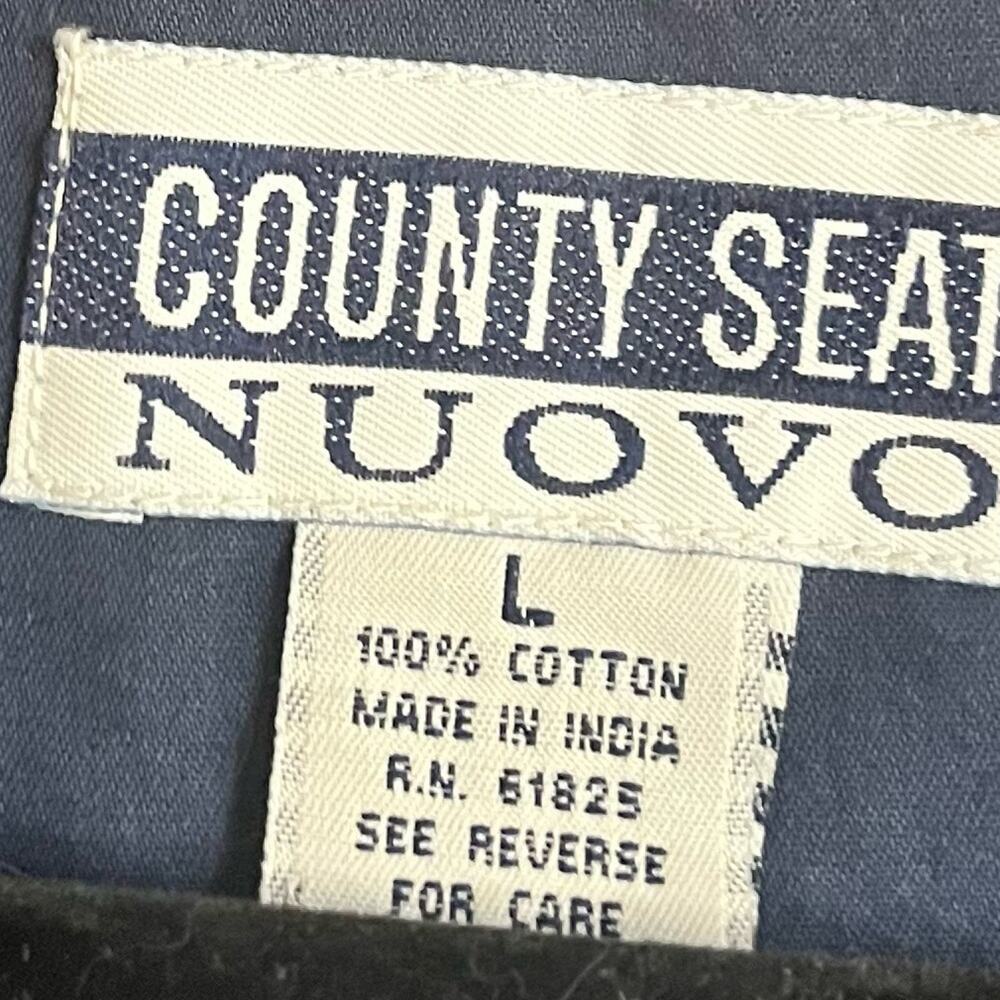 COUNTY SEAT
NUOVO
L
100% COTTON
MADE IN INDIA
R.N. 61825
SEE REVERSE
FOR CARE